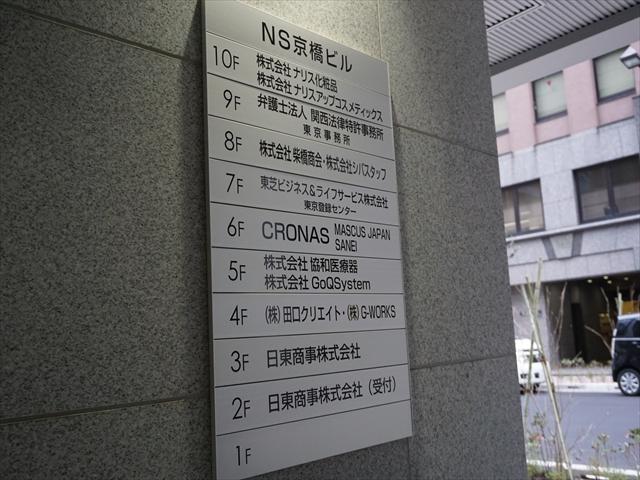 NS京橋ビル
10F 株式会社 ナリス化粧品
株式会社 ナリスアップコスメティックス
9F 弁護士法人 関西法律特許事務所
東京事務所
8F 株式会社 柴橋商会・株式会社シバスタッフ
7F 東芝ビジネス&ライフサービス株式会社
東京登録センター
6F CRONAS MASCUS JAPAN
SANEI
5F 株式会社 協和医療器
株式会社 GoQSystem
4F (株) 田口クリエイト・(株) G-WORKS
3F 日東商事株式会社
2F 日東商事株式会社 (受付)
1F